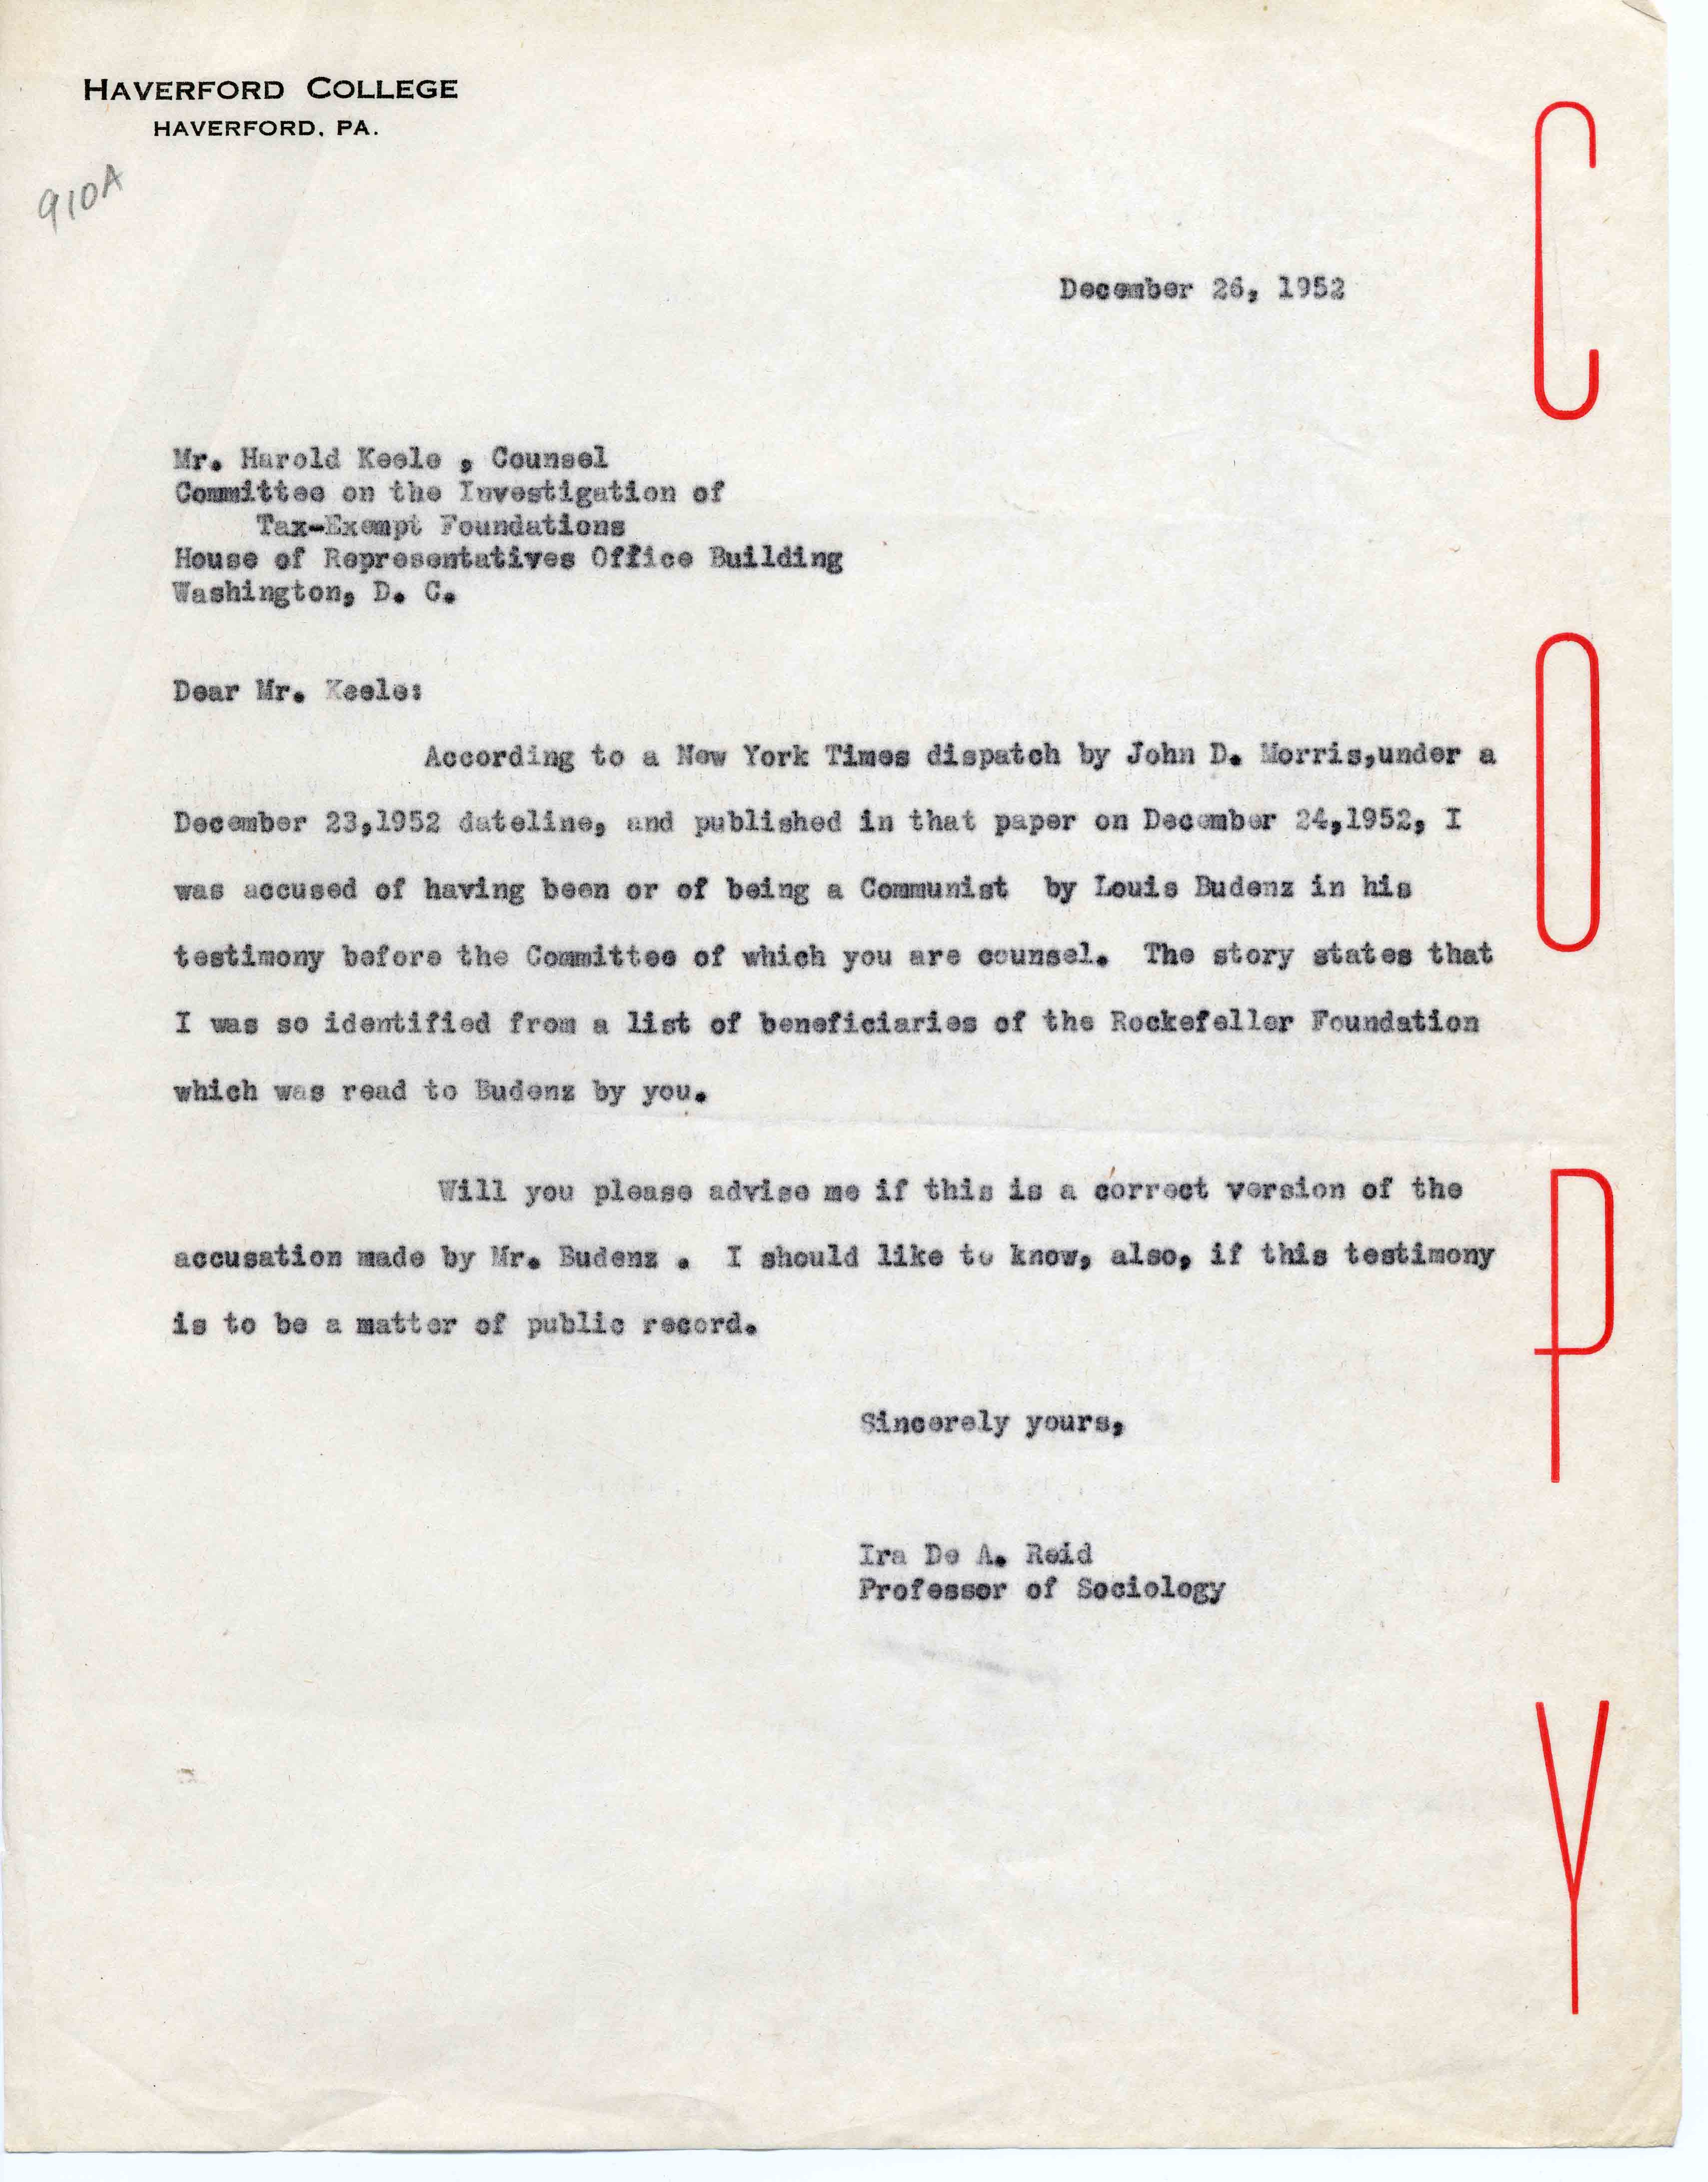 HAVERFORD COLLEGE
HAVERFORD, PA.
910A
December 26, 1952
Mr. Harold Keele , Counsel
Committee on the Investigation of
Tax-Exempt Foundations
House of Representatives Office Building
Washington, D. C.
Dear Mr. Keele:
According to a New York Times dispatch by John D. Morris,under a
December 23,1952 dateline, and published in that paper on December 24,1952, I
was accused of having been or of being a Communist by Louis Budenz in his
testimony before the Committee of which you are counsel. The story states that
I was so identified from a list of beneficiaries of the Rockefeller Foundation
which was read to Budenz by you.
Will you please advise me if this is a correct version of the
accusation made by Mr. Budenz . I should like to know, also, if this testimony
is to be a matter of public record.
Sincerely yours,
Ira De A. Reid
Professor of Sociology
COPY